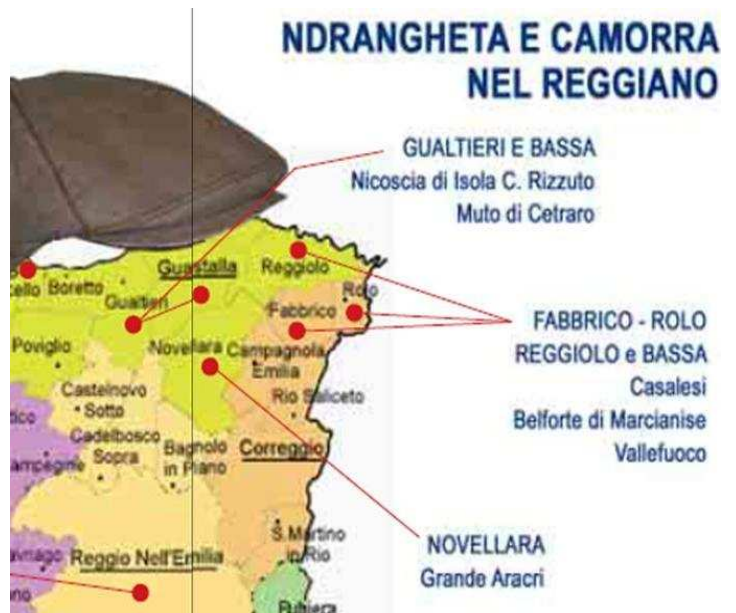 NDRANGHETA E CAMORRA
NEL REGGIANO
GUALTIERI E BASSA
Nicoscia di Isola C. Rizzuto
Muto di Cetraro
Guastalla
Reggiolo
Boretto
Gualtieri
Rolo
Fabbrico
FABBRICO - ROLO
REGGIOLO e BASSA
Casalesi
Belforte di Marcianise
Vallefuoco
Poviglio
Novellara
Campagnola
Emilia
Castelnovo
Sotto
Rio Saliceto
Cadelbosco
Sopra
Bagnolo
in Piano
Correggio
S.Martino
in Rio
NOVELLARA
Grande Aracri
Reggio Nell'Emilia
Rubiera